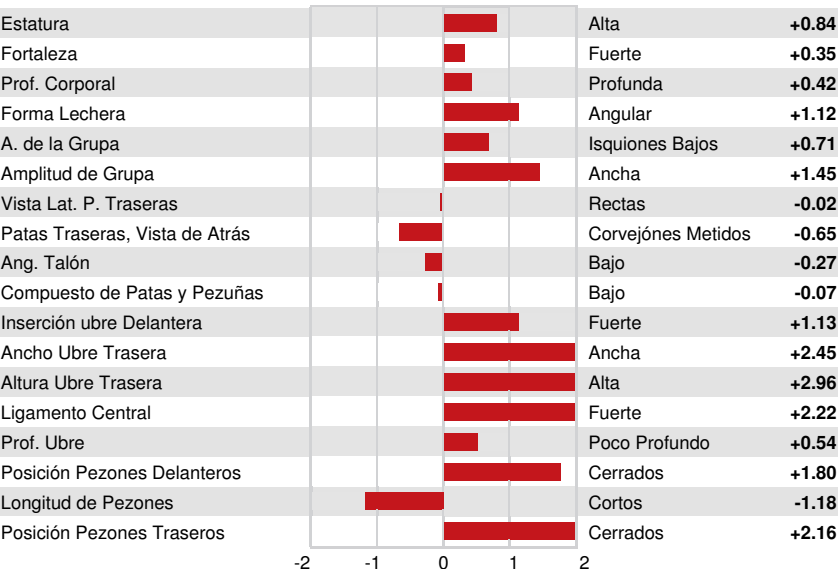 Estatura Alta +0.84
Fortaleza Fuerte +0.35
Prof. Corporal Profunda +0.42
Forma Lechera Angular +1.12
A. de la Grupa Isquiones Bajos +0.71
Amplitud de Grupa Ancha +1.45
Vista Lat. P. Traseras Rectas -0.02
Patas Traseras, Vista de Atrás Corvejónes Metidos -0.65
Ang. Talón Bajo -0.27
Compuesto de Patas y Pezuñas Bajo -0.07
Inserción ubre Delantera Fuerte +1.13
Ancho Ubre Trasera Ancha +2.45
Altura Ubre Trasera Alta +2.96
Ligamento Central Fuerte +2.22
Prof. Ubre Poco Profundo +0.54
Posición Pezones Delanteros Cerrados +1.80
Longitud de Pezones Cortos -1.18
Posición Pezones Traseros Cerrados +2.16
-2 -1 0 1 2